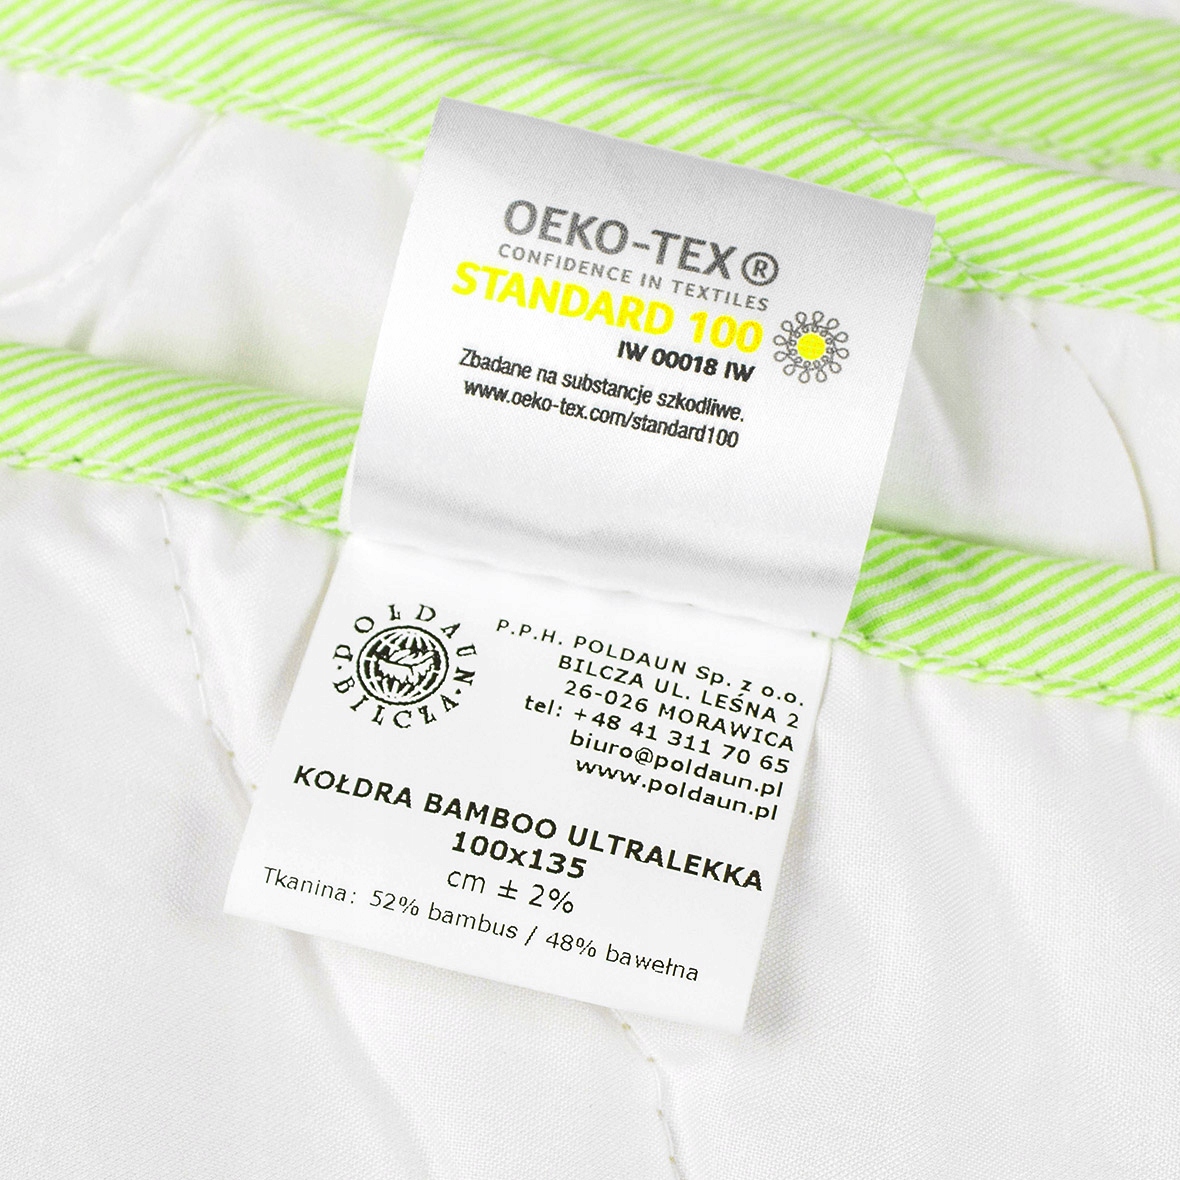 OEKO-TEX®
CONFIDENCE IN TEXTILES
STANDARD 100
IW 00018 IW
Zbadane na substancje szkodliwe.
www.oeko-tex.com/standard100
POLDAUN
·BILCZA·
P.P.H. POLDAUN Sp. z o.o.
BILCZA UL. LEŚNA 2
26-026 MORAWICA
tel: +48 41 311 70 65
biuro@poldaun.pl
www.poldaun.pl
KOŁDRA BAMBOO ULTRALEKKA
100x135
cm ± 2%
Tkanina: 52% bambus / 48% bawełna